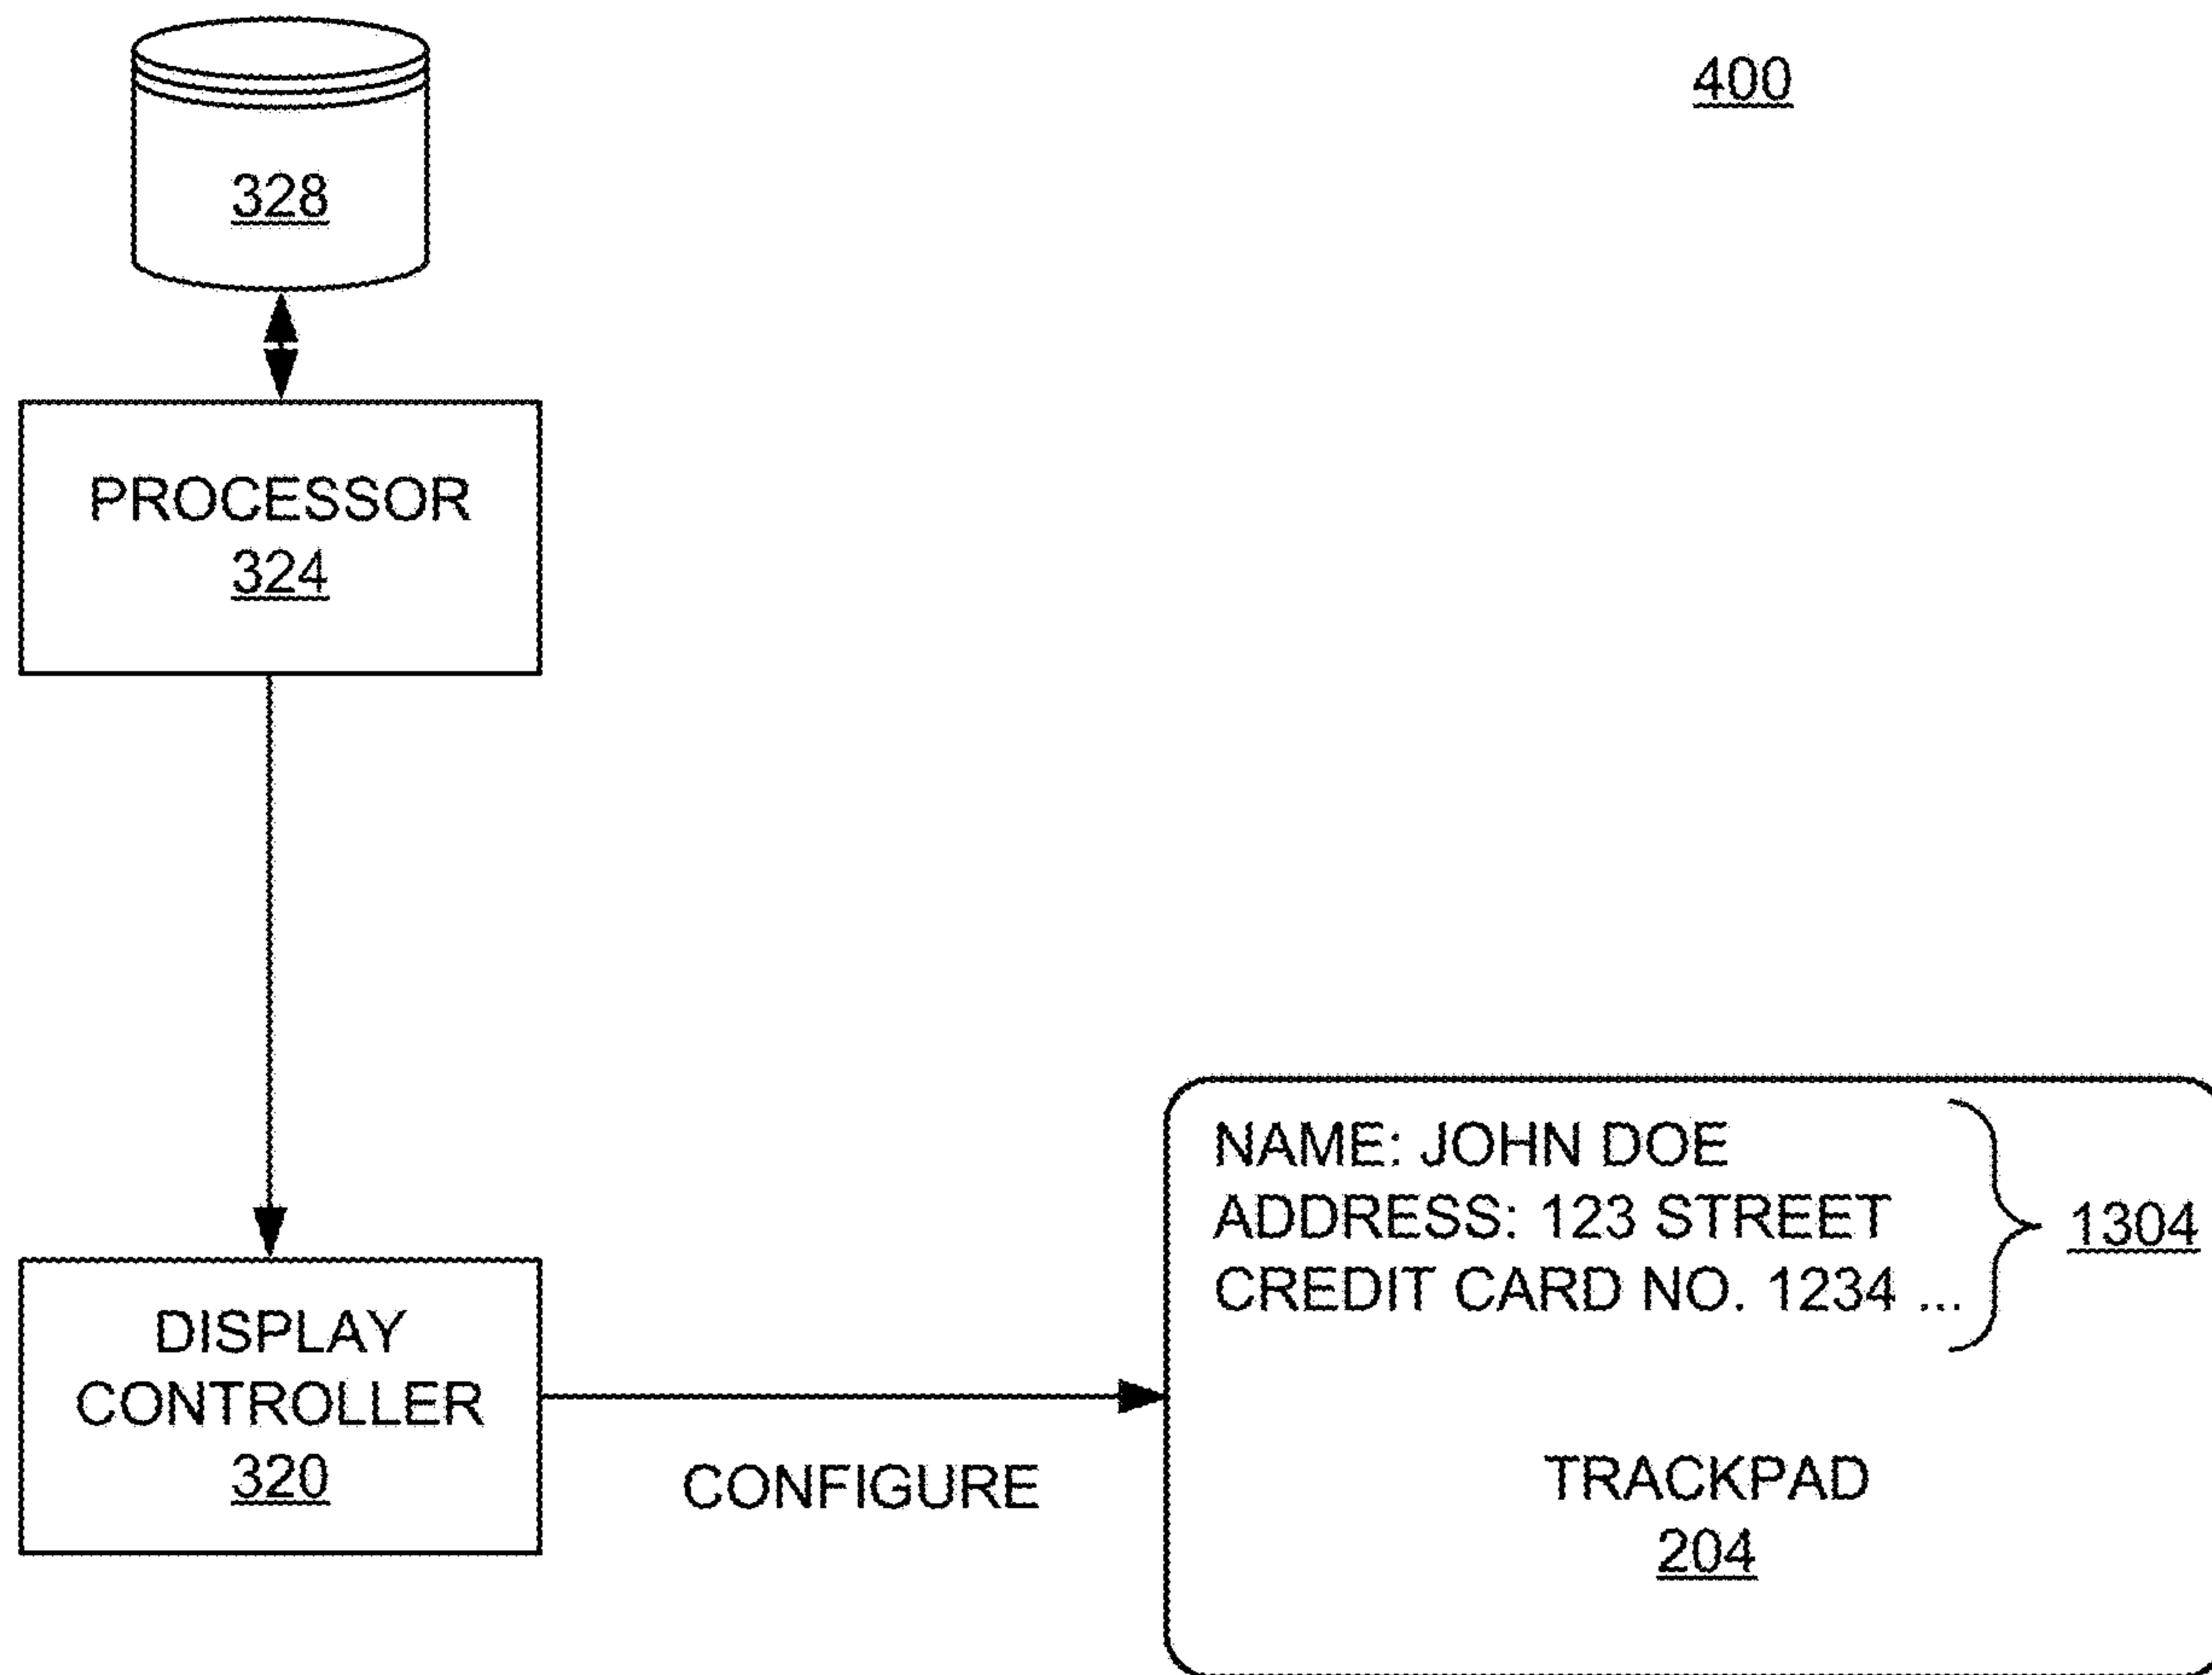 400
328
PROCESSOR
324
DISPLAY
CONTROLLER
320
CONFIGURE
NAME: JOHN DOE
ADDRESS: 123 STREET
CREDIT CARD NO. 1234 ...
1304
TRACKPAD
204